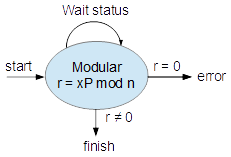 Wait status
start
Modular
r = xP mod n
r = 0
error
r ≠ 0
finish